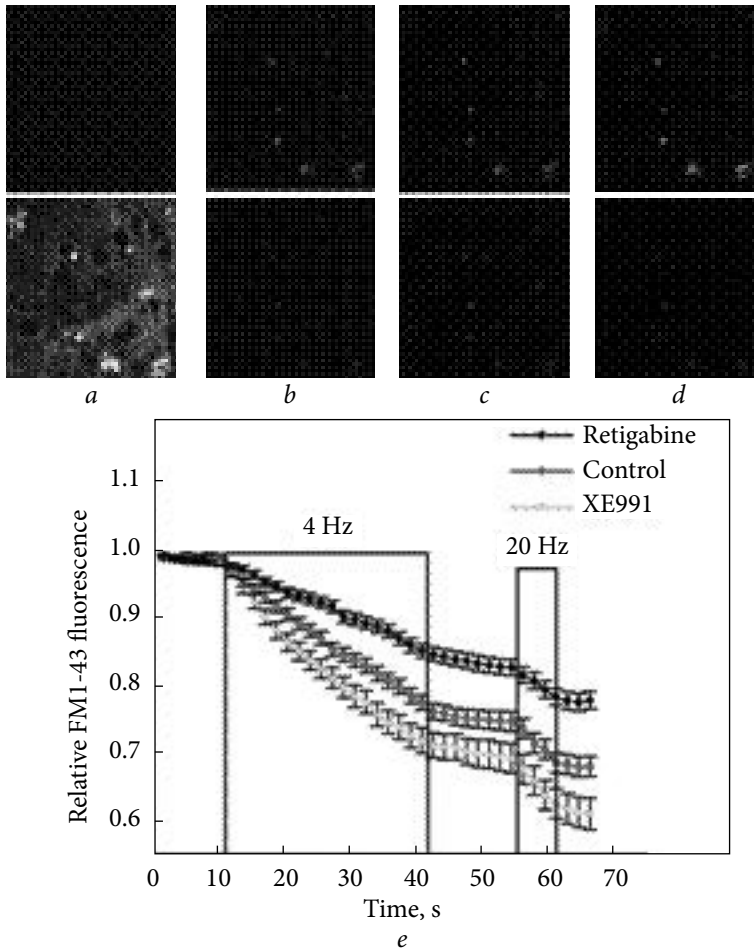 a b c d
Retigabine
Control
XE991
4 Hz
20 Hz
Relative FM1-43 fluorescence
1.1
1.0
0.9
0.8
0.7
0.6
0 10 20 30 40 50 60 70
Time, s
e